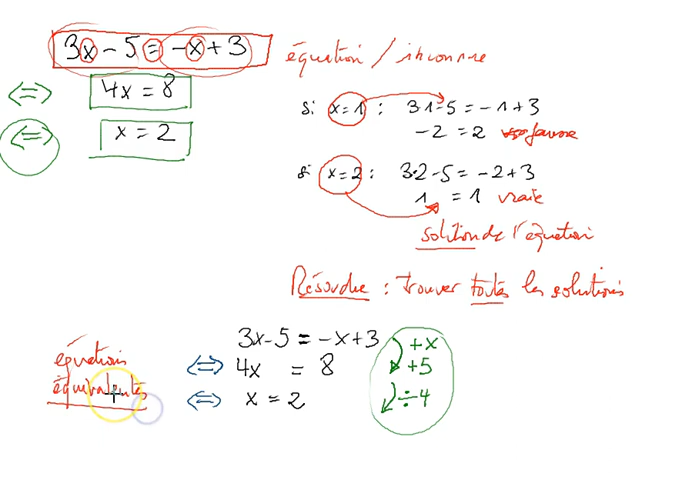 3x - 5 = -x + 3 équation / inconnue
⇔ 4x = 8
⇔ x = 2
si x=1 : 3·1-5 = -1+3
-2 = 2 fausse
si x=2 : 3·2-5 = -2+3
1 = 1 vraie
solution de l'équation
Résoudre : trouver toutes les solutions
3x-5 = -x+3
+x
équations ⇔ 4x = 8 +5
équivalentes ⇔ x = 2 ÷4